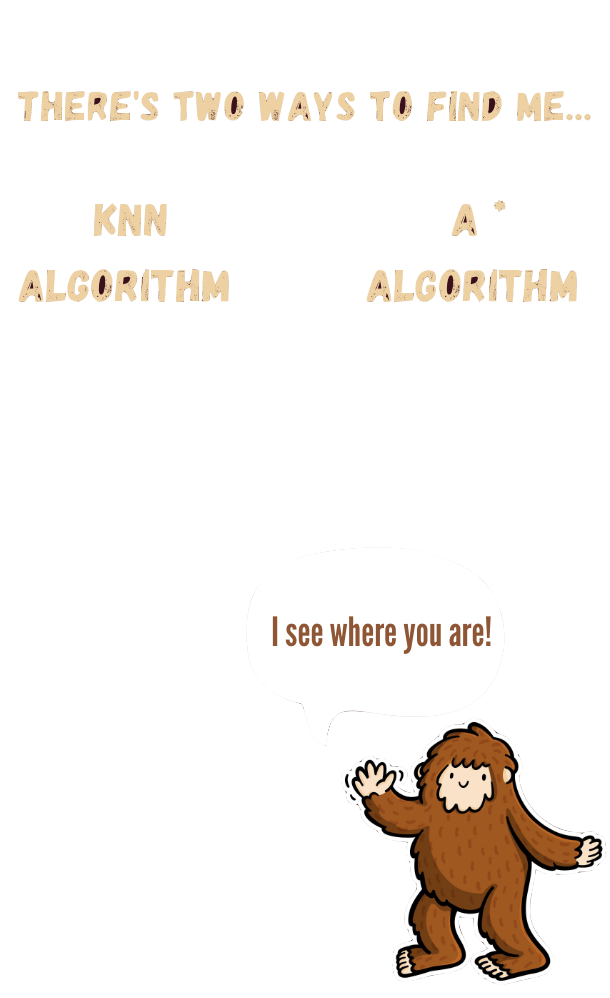 THERE'S TWO WAYS TO FIND ME...
KNN
ALGORITHM
A *
ALGORITHM
I see where you are!